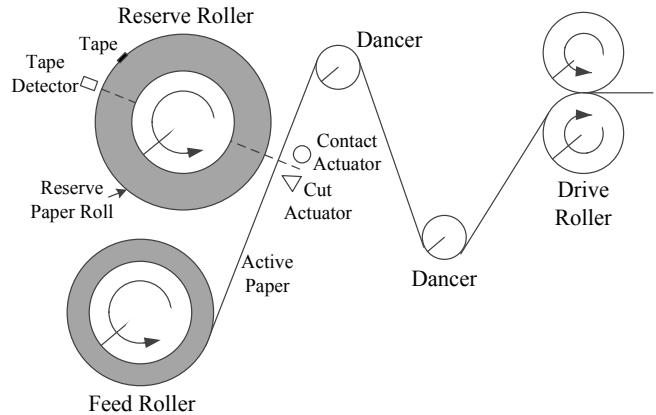 Reserve Roller
Tape
Tape
Detector
Dancer
Contact
Actuator
Cut
Actuator
Reserve
Paper Roll
Drive
Roller
Active
Paper
Dancer
Feed Roller